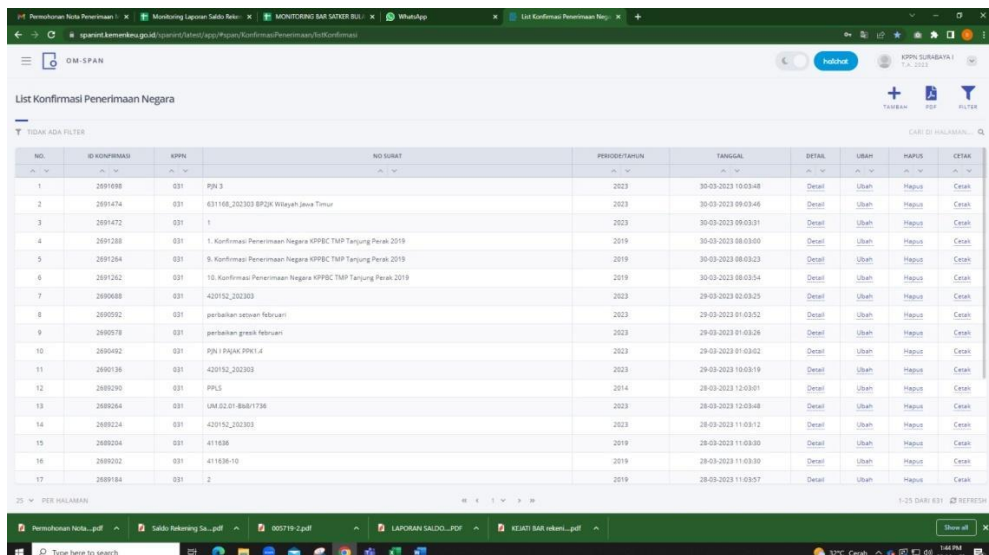 Permohonan Nota Penerimaan
Monitoring Laporan Saldo Reken
MONITORING BAR SATKER BUL
WhatsApp
List Konfirmasi Penerimaan Neg
spanint.kemenkeu.go.id/spanint/latest/app/#span/KonfirmasiPenerimaan/listKonfirmasi
OM-SPAN
halchat
KPPN SURABAYA I
T.A. 2023
List Konfirmasi Penerimaan Negara
TAMBAH PDF FILTER
TIDAK ADA FILTER
CARI DI HALAMAN...
NO. ID KONFIRMASI KPPN NO SURAT PERIODE/TAHUN TANGGAL DETAIL UBAH HAPUS CETAK
1 2691698 031 PJN 3 2023 30-03-2023 10:03:48 Detail Ubah Hapus Cetak
2 2691474 031 631168_202303 BP2JK Wilayah Jawa Timur 2023 30-03-2023 09:03:46 Detail Ubah Hapus Cetak
3 2691472 031 1 2023 30-03-2023 09:03:31 Detail Ubah Hapus Cetak
4 2691288 031 1. Konfirmasi Penerimaan Negara KPPBC TMP Tanjung Perak 2019 2019 30-03-2023 08:03:00 Detail Ubah Hapus Cetak
5 2691264 031 9. Konfirmasi Penerimaan Negara KPPBC TMP Tanjung Perak 2019 2019 30-03-2023 08:03:23 Detail Ubah Hapus Cetak
6 2691262 031 10. Konfirmasi Penerimaan Negara KPPBC TMP Tanjung Perak 2019 2019 30-03-2023 08:03:54 Detail Ubah Hapus Cetak
7 2690688 031 420152_202303 2023 29-03-2023 02:03:25 Detail Ubah Hapus Cetak
8 2690592 031 perbaikan setwan februari 2023 29-03-2023 01:03:52 Detail Ubah Hapus Cetak
9 2690578 031 perbaikan gresik februari 2023 29-03-2023 01:03:26 Detail Ubah Hapus Cetak
10 2690492 031 PJN I PAJAK PPK1.4 2023 29-03-2023 01:03:02 Detail Ubah Hapus Cetak
11 2690136 031 420152_202303 2023 29-03-2023 10:03:19 Detail Ubah Hapus Cetak
12 2689290 031 PPLS 2014 28-03-2023 12:03:01 Detail Ubah Hapus Cetak
13 2689264 031 UM.02.01-Bb8/1736 2023 28-03-2023 12:03:48 Detail Ubah Hapus Cetak
14 2689224 031 420152_202303 2023 28-03-2023 11:03:12 Detail Ubah Hapus Cetak
15 2689204 031 411638 2019 28-03-2023 11:03:30 Detail Ubah Hapus Cetak
16 2689202 031 411636-10 2019 28-03-2023 11:03:30 Detail Ubah Hapus Cetak
17 2689184 031 2 2019 28-03-2023 11:03:57 Detail Ubah Hapus Cetak
25 PER HALAMAN 1 1-25 DARI 831 REFRESH
Permohonan Nota....pdf Saldo Rekening Sa...pdf 005719-2.pdf LAPORAN SALDO....PDF KEJATI BAR rekeni....pdf Show all
Type here to search 32°C Cerah 1:44 PM